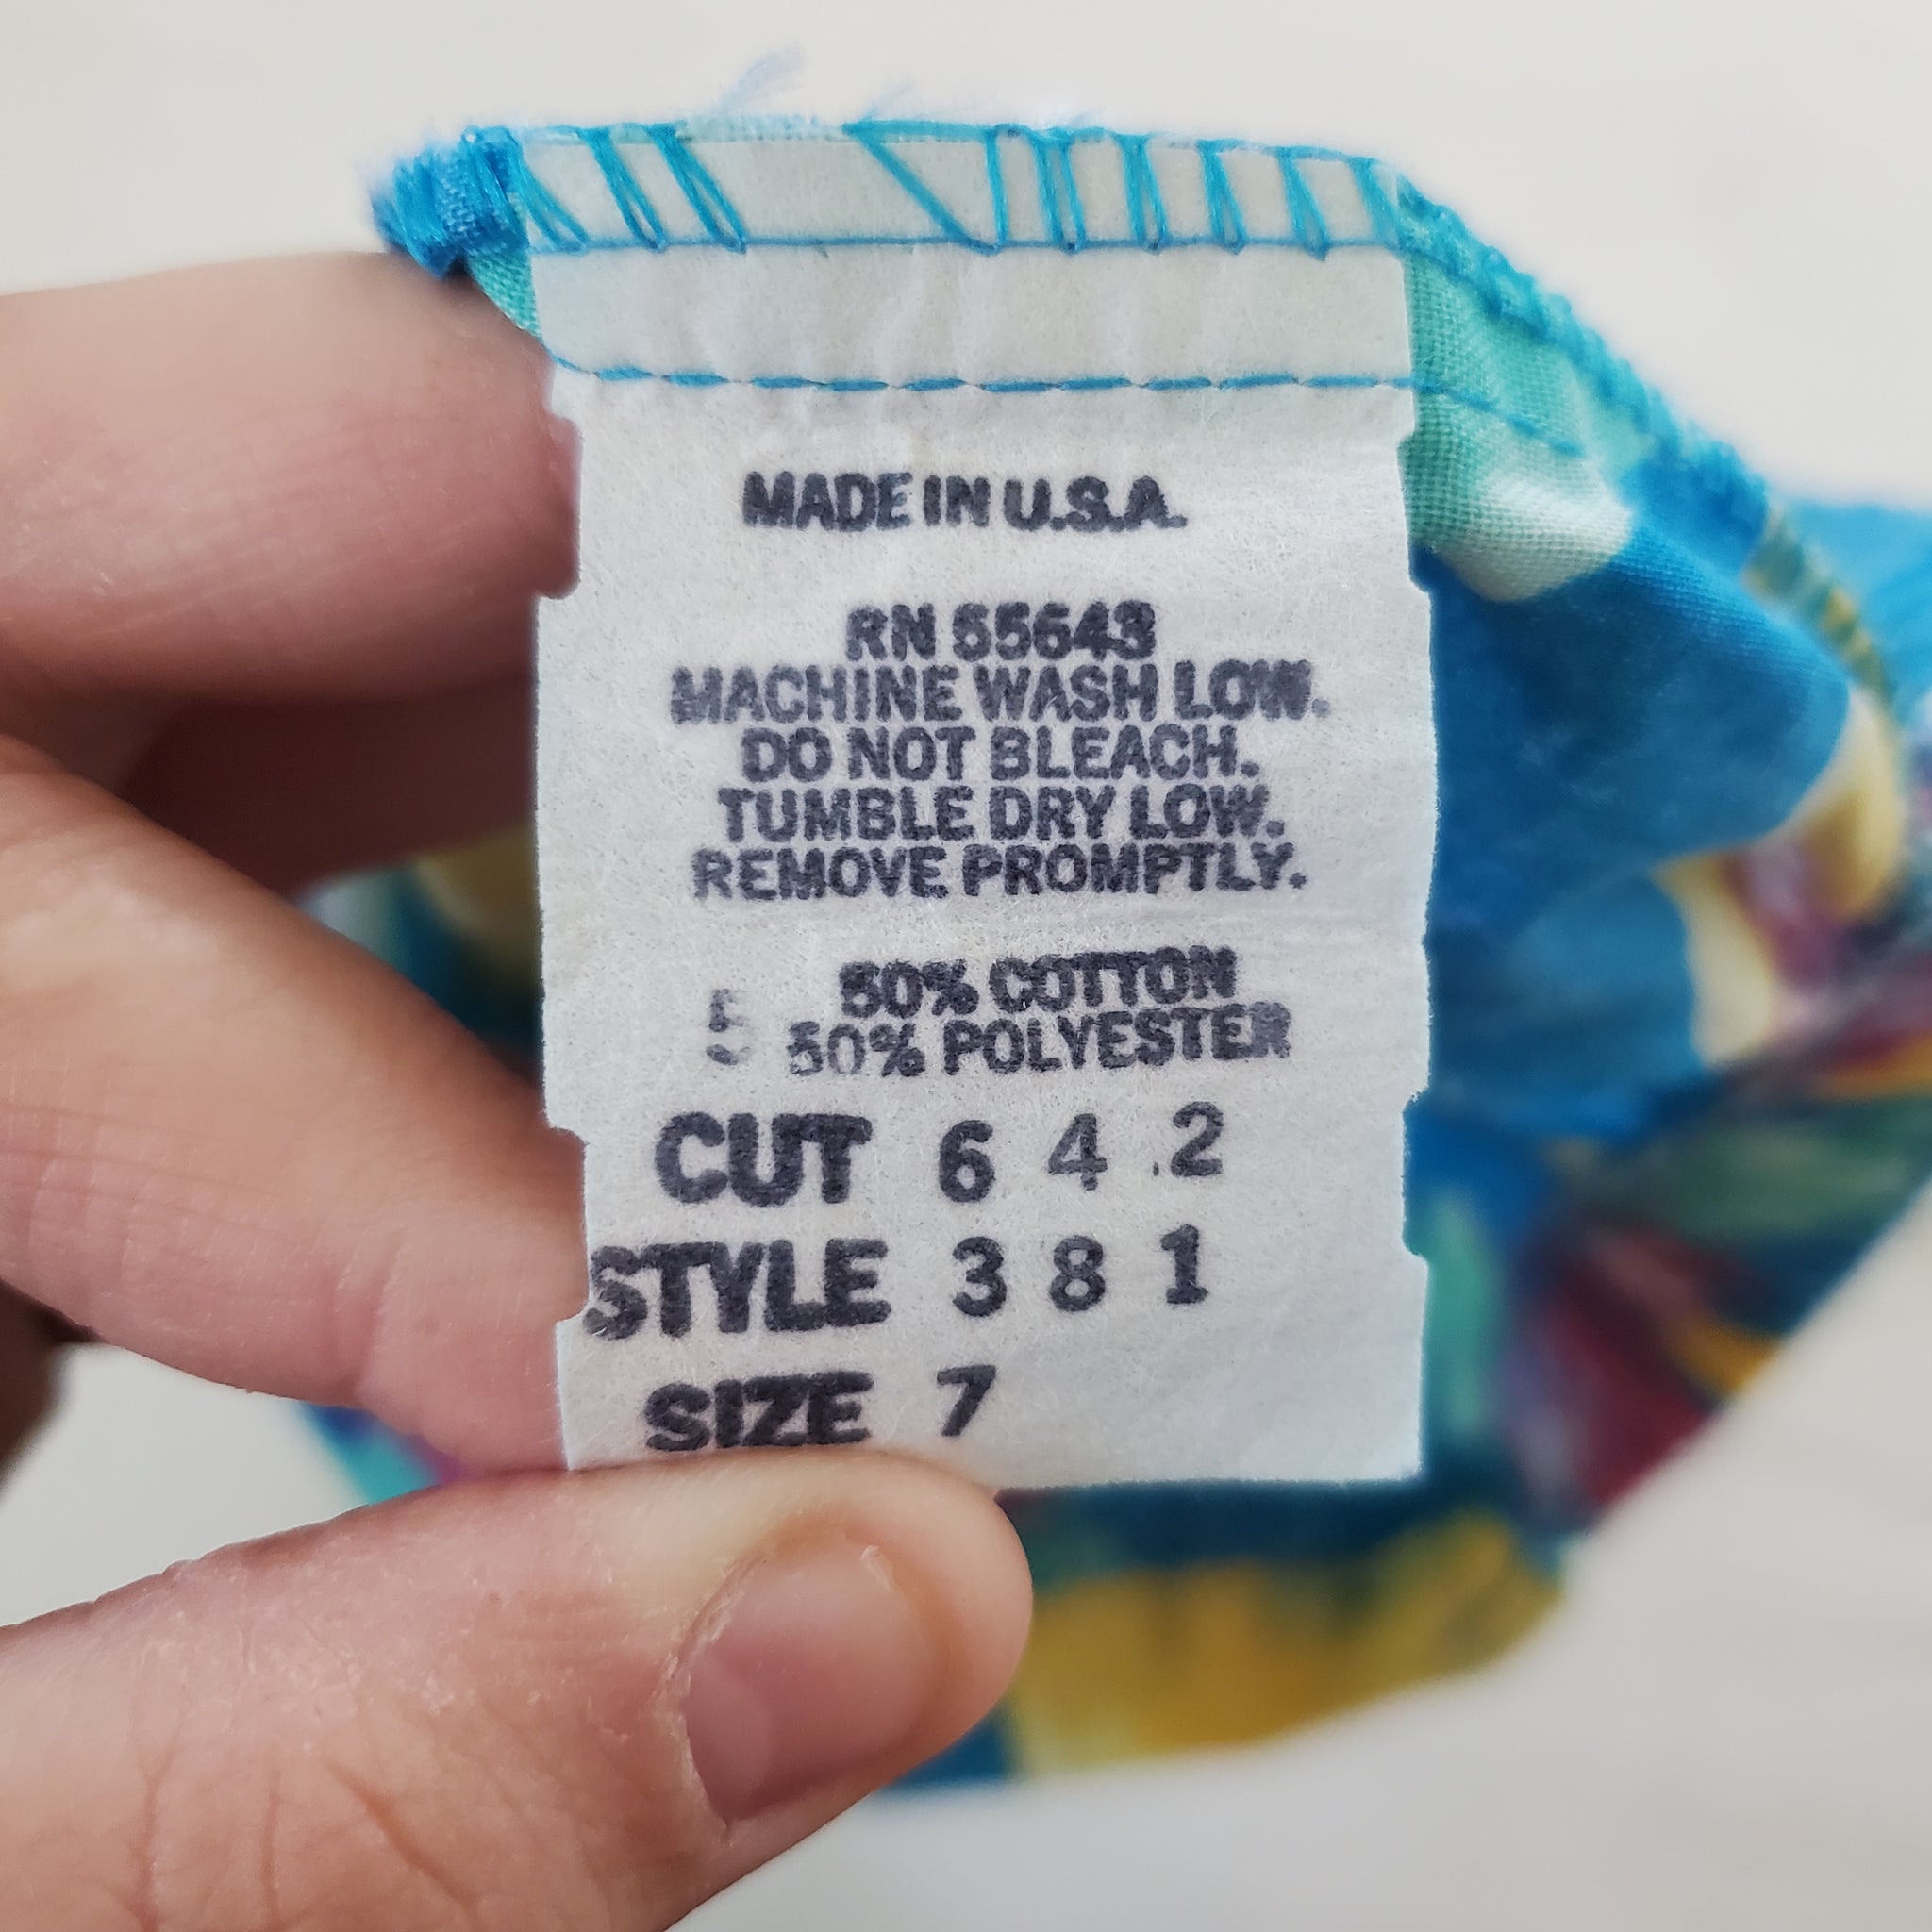 MADE IN U.S.A.
RN 55643
MACHINE WASH LOW.
DO NOT BLEACH.
TUMBLE DRY LOW.
REMOVE PROMPTLY.
50% COTTON
5 50% POLYESTER
CUT 6 4 2
STYLE 3 8 1
SIZE 7